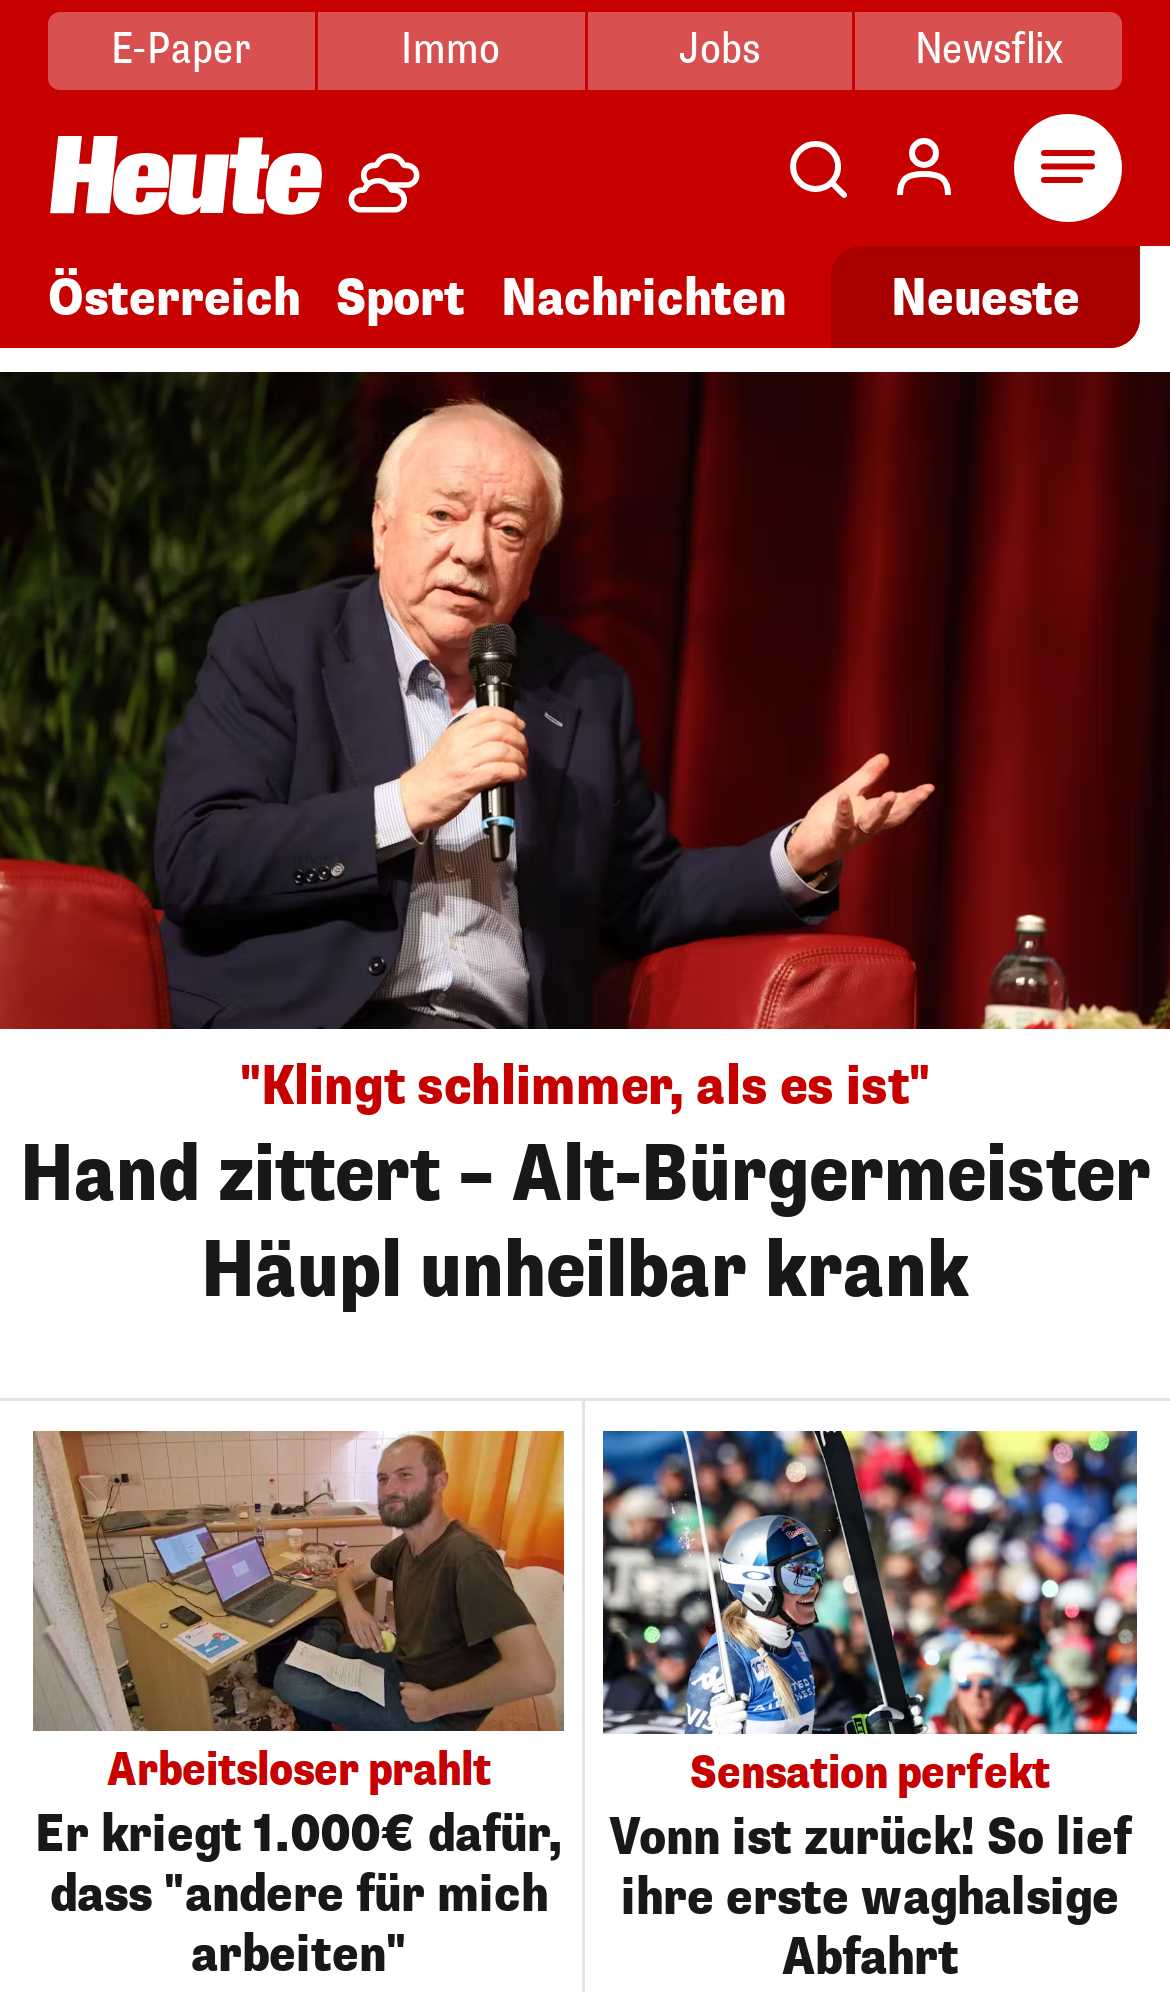 E-Paper Immo Jobs Newsflix
Heute
Österreich Sport Nachrichten Neueste
"Klingt schlimmer, als es ist"
Hand zittert – Alt-Bürgermeister
Häupl unheilbar krank
Arbeitsloser prahlt
Er kriegt 1.000€ dafür,
dass "andere für mich
arbeiten"
Sensation perfekt
Vonn ist zurück! So lief
ihre erste waghalsige
Abfahrt